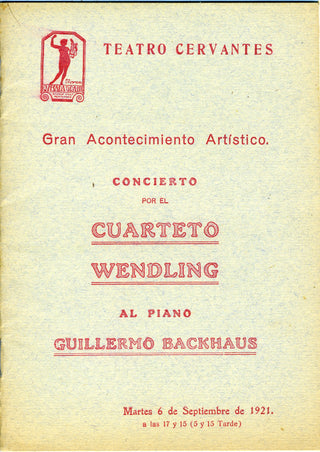 TEATRO CERVANTES
Gran Acontecimiento Artístico.
CONCIERTO
POR EL
CUARTETO
WENDLING
AL PIANO
GUILLERMO BACKHAUS
Martes 6 de Septiembre de 1921.
a las 17 y 15 (5 y 15 Tarde)